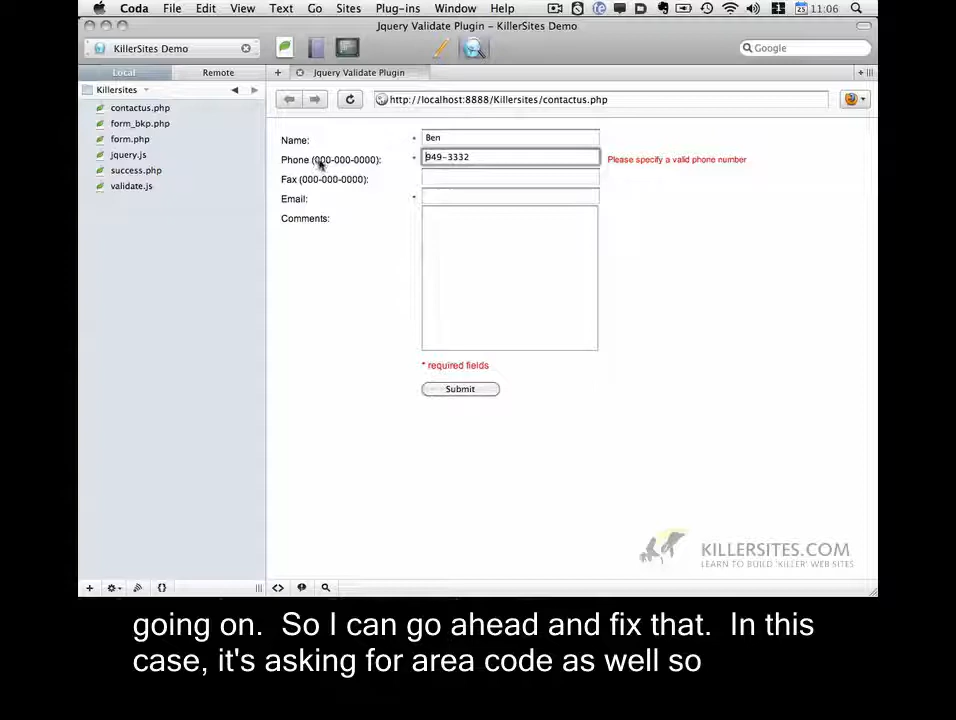 Coda File Edit View Text Go Sites Plug-ins Window Help 11:06
Jquery Validate Plugin - KillerSites Demo
KillerSites Demo
Google
Local Remote
Jquery Validate Plugin
Killersites
http://localhost:8888/Killersites/contactus.php
contactus.php
form_bkp.php
form.php
jquery.js
success.php
validate.js
Name: * Ben
Phone (000-000-0000): * 949-3332 Please specify a valid phone number
Fax (000-000-0000):
Email: *
Comments:
* required fields
Submit
KILLERSITES.COM
LEARN TO BUILD 'KILLER' WEB SITES
going on. So I can go ahead and fix that. In this
case, it's asking for area code as well so